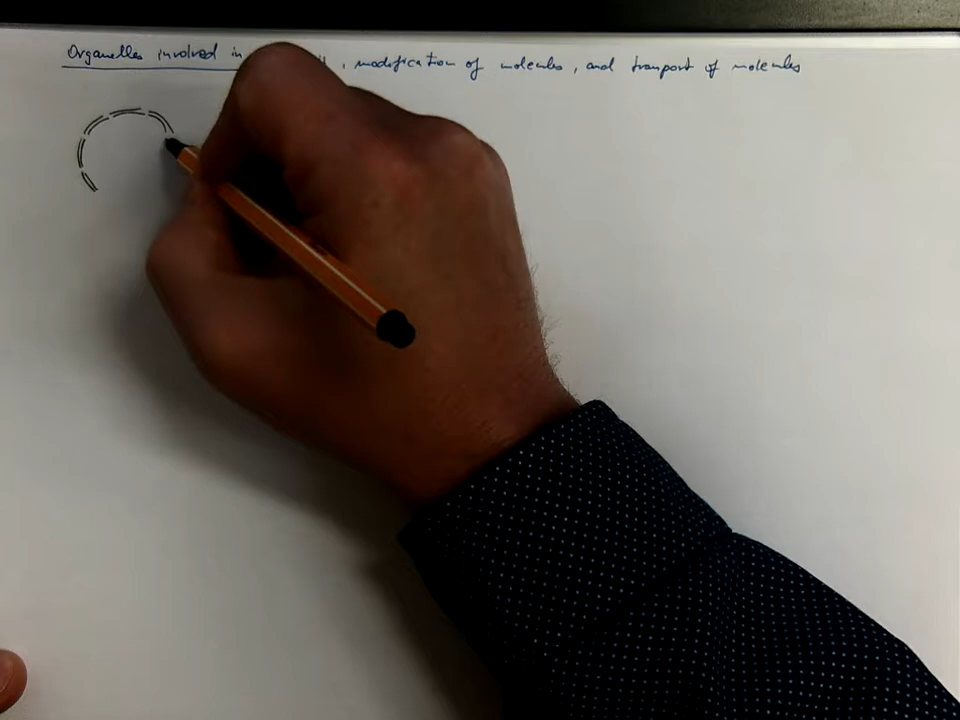 Organelles involved in , modification of molecules, and transport of molecules